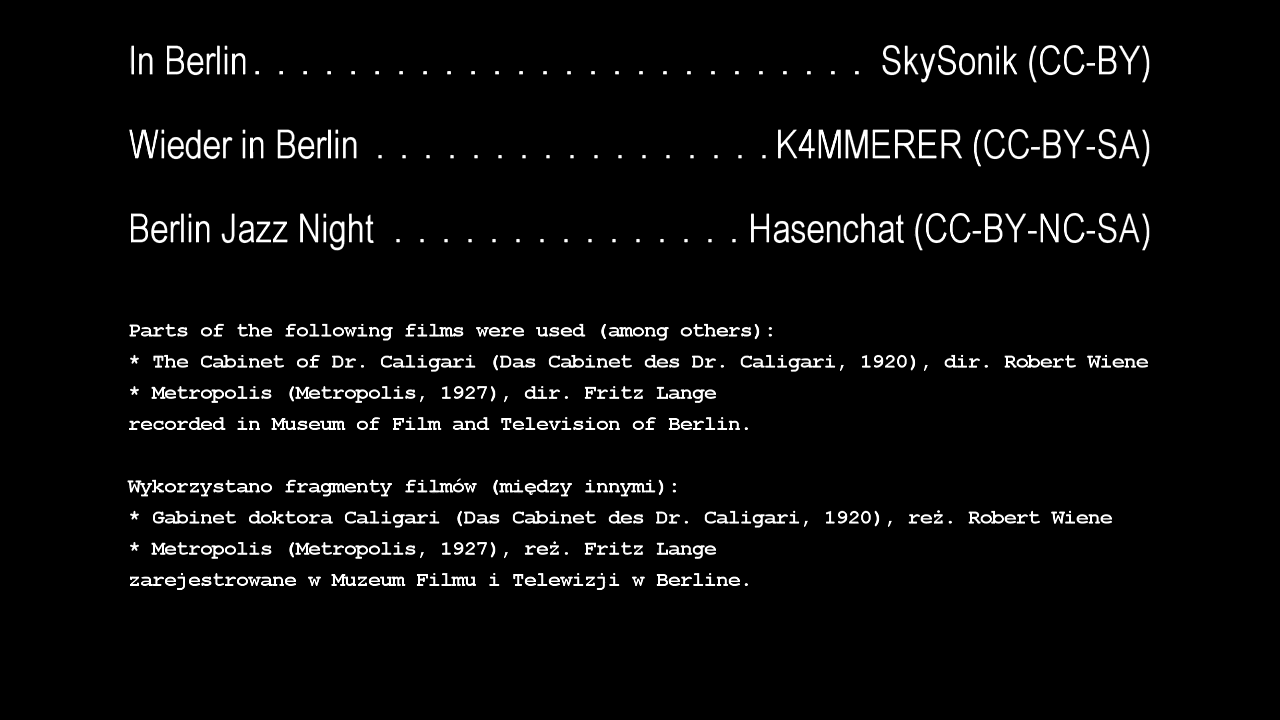 In Berlin . . . . . . . . . . . . . . . . . . . . . . . . . . SkySonik (CC-BY)
Wieder in Berlin . . . . . . . . . . . . . . . . . K4MMERER (CC-BY-SA)
Berlin Jazz Night . . . . . . . . . . . . . . . Hasenchat (CC-BY-NC-SA)
Parts of the following films were used (among others):
* The Cabinet of Dr. Caligari (Das Cabinet des Dr. Caligari, 1920), dir. Robert Wiene
* Metropolis (Metropolis, 1927), dir. Fritz Lange
recorded in Museum of Film and Television of Berlin.
Wykorzystano fragmenty filmów (między innymi):
* Gabinet doktora Caligari (Das Cabinet des Dr. Caligari, 1920), reż. Robert Wiene
* Metropolis (Metropolis, 1927), reż. Fritz Lange
zarejestrowane w Muzeum Filmu i Telewizji w Berline.